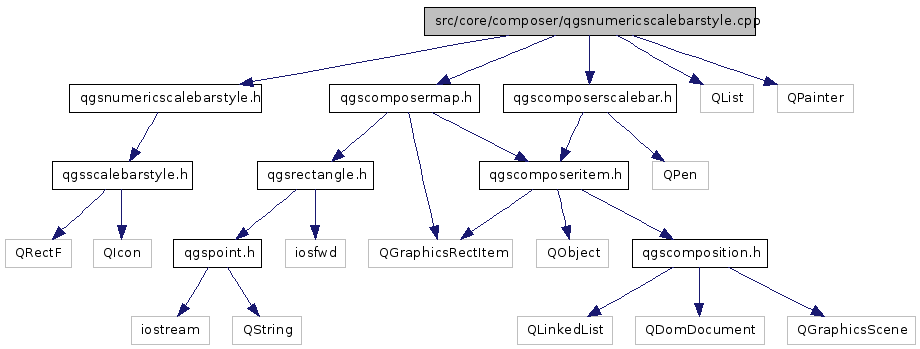 src/core/composer/qgsnumericscalebarstyle.cpp
qgsnumericscalebarstyle.h
qgscomposermap.h
qgscomposerscalebar.h
QList
QPainter
qgsscalebarstyle.h
qgsrectangle.h
qgscomposeritem.h
QPen
QRectF
QIcon
qgspoint.h
iosfwd
QGraphicsRectItem
QObject
qgscomposition.h
iostream
QString
QLinkedList
QDomDocument
QGraphicsScene